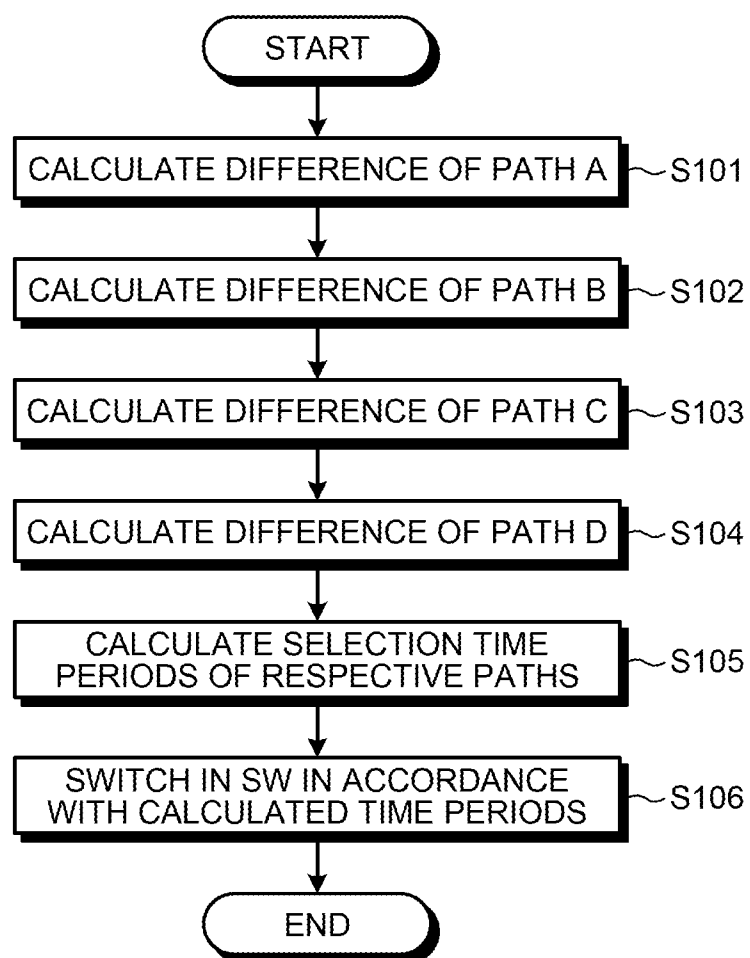 START
CALCULATE DIFFERENCE OF PATH A
S101
CALCULATE DIFFERENCE OF PATH B
S102
CALCULATE DIFFERENCE OF PATH C
S103
CALCULATE DIFFERENCE OF PATH D
S104
CALCULATE SELECTION TIME
PERIODS OF RESPECTIVE PATHS
S105
SWITCH IN SW IN ACCORDANCE
WITH CALCULATED TIME PERIODS
S106
END